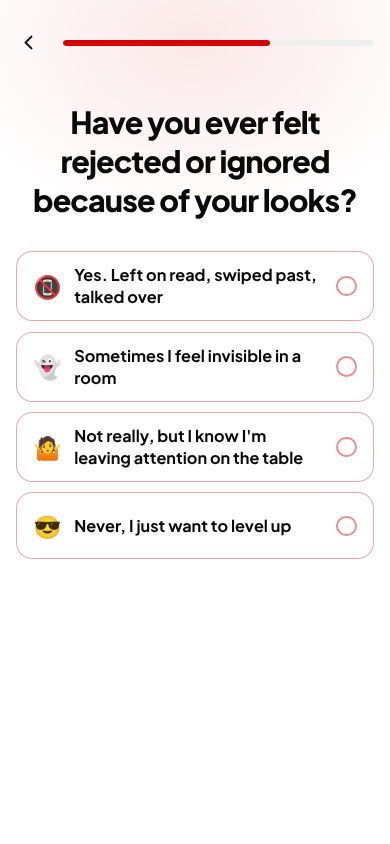 Have you ever felt
rejected or ignored
because of your looks?
Yes. Left on read, swiped past,
talked over
Sometimes I feel invisible in a
room
Not really, but I know I'm
leaving attention on the table
Never, I just want to level up